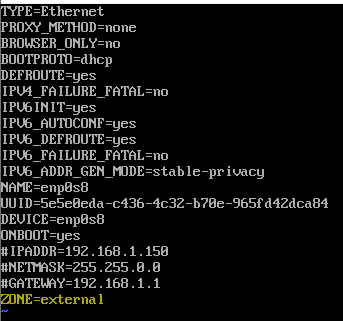 TYPE=Ethernet
PROXY_METHOD=none
BROWSER_ONLY=no
BOOTPROTO=dhcp
DEFROUTE=yes
IPV4_FAILURE_FATAL=no
IPV6INIT=yes
IPV6_AUTOCONF=yes
IPV6_DEFROUTE=yes
IPV6_FAILURE_FATAL=no
IPV6_ADDR_GEN_MODE=stable-privacy
NAME=enp0s8
UUID=5e5e0eda-c436-4c32-b70e-965fd42dca84
DEVICE=enp0s8
ONBOOT=yes
#IPADDR=192.168.1.150
#NETMASK=255.255.0.0
#GATEWAY=192.168.1.1
ZONE=external
~